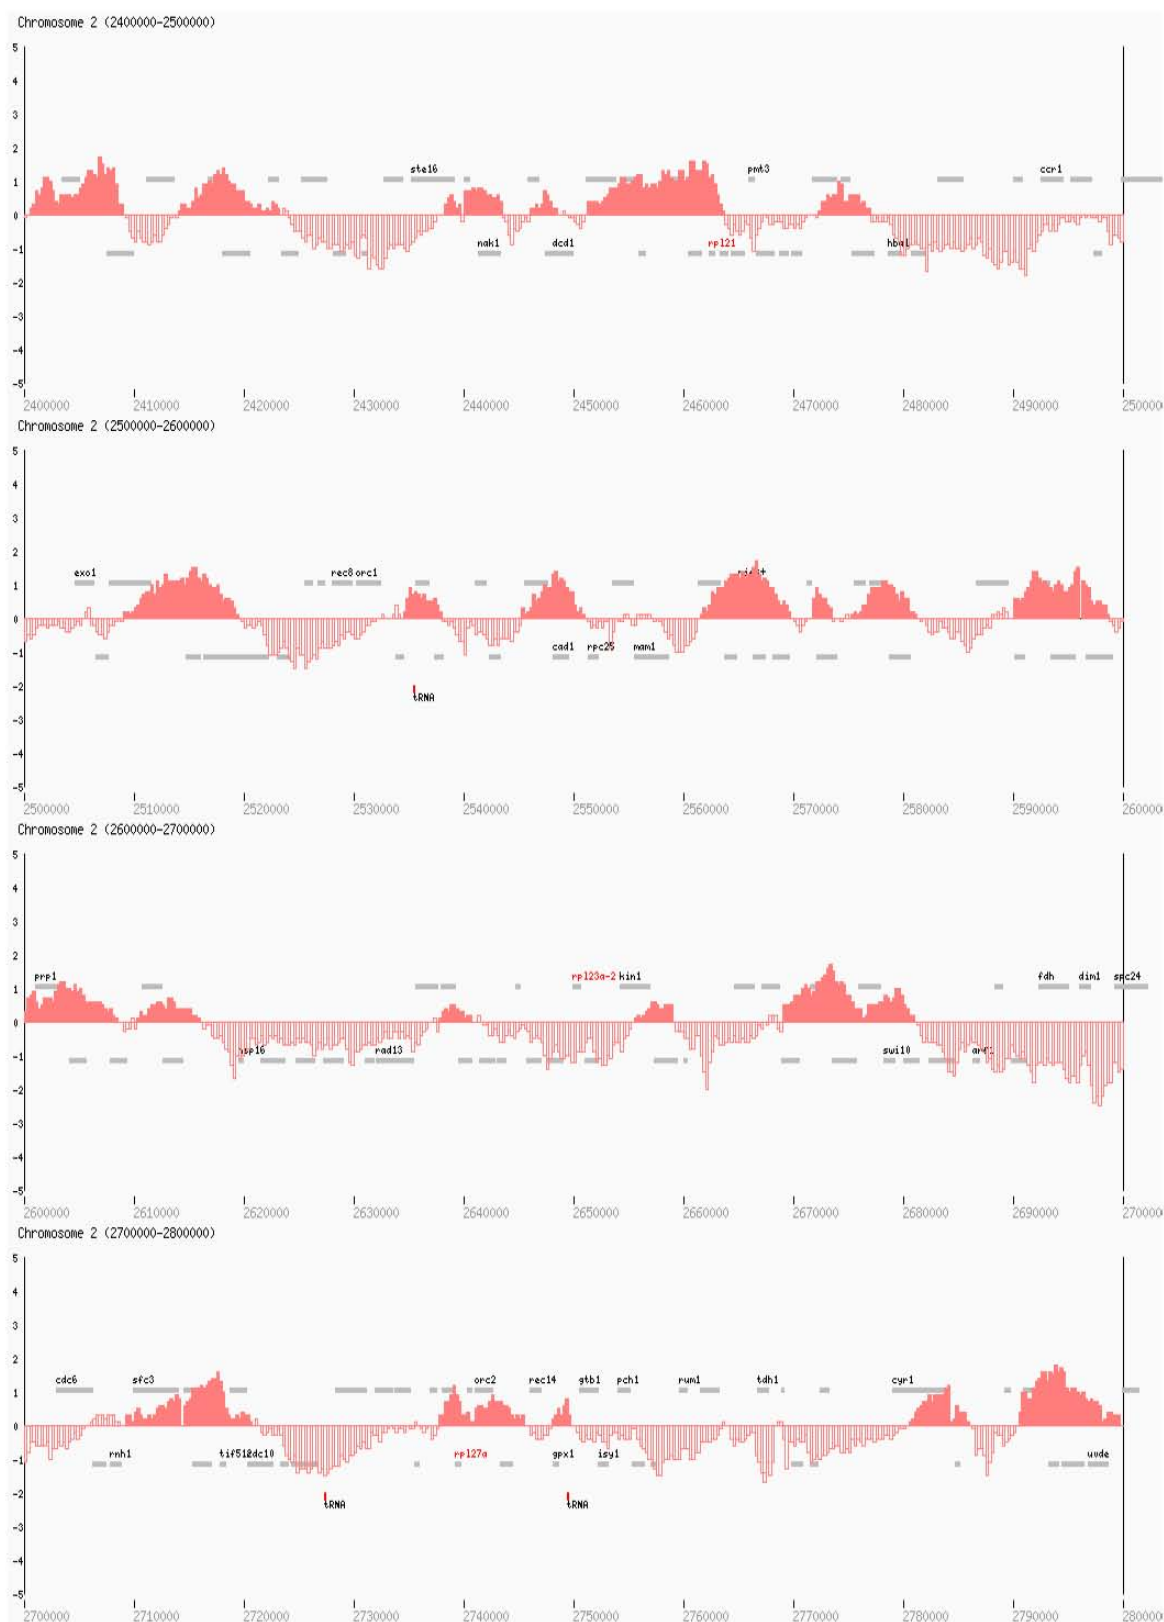 Chromosome 2 (2400000-2500000)
5
4
3
2
ste16 pmt3 ccr1
1
0
nak1 dcd1 rpl21 hba1
-1
-2
-3
-4
-5
2400000 2410000 2420000 2430000 2440000 2450000 2460000 2470000 2480000 2490000 250000
Chromosome 2 (2500000-2600000)
5
4
3
2
exo1 rec8 orc1
1
0
cad1 rpc25 mam1
-1
-2
tRNA
-3
-4
-5
2500000 2510000 2520000 2530000 2540000 2550000 2560000 2570000 2580000 2590000 260000
Chromosome 2 (2600000-2700000)
5
4
3
2
prp1 rpl23a-2 kin1 fdh dim1 spc24
1
0
hsp16 rad13 swi10
-1
-2
-3
-4
-5
2600000 2610000 2620000 2630000 2640000 2650000 2660000 2670000 2680000 2690000 270000
Chromosome 2 (2700000-2800000)
5
4
3
2
cdc6 sfc3 orc2 rec14 gtb1 pch1 rum1 tdh1 cyr1
1
0
rnh1 rpl27a gpx1 isy1 uvde
-1
-2
tRNA tRNA
-3
-4
-5
2700000 2710000 2720000 2730000 2740000 2750000 2760000 2770000 2780000 2790000 280000